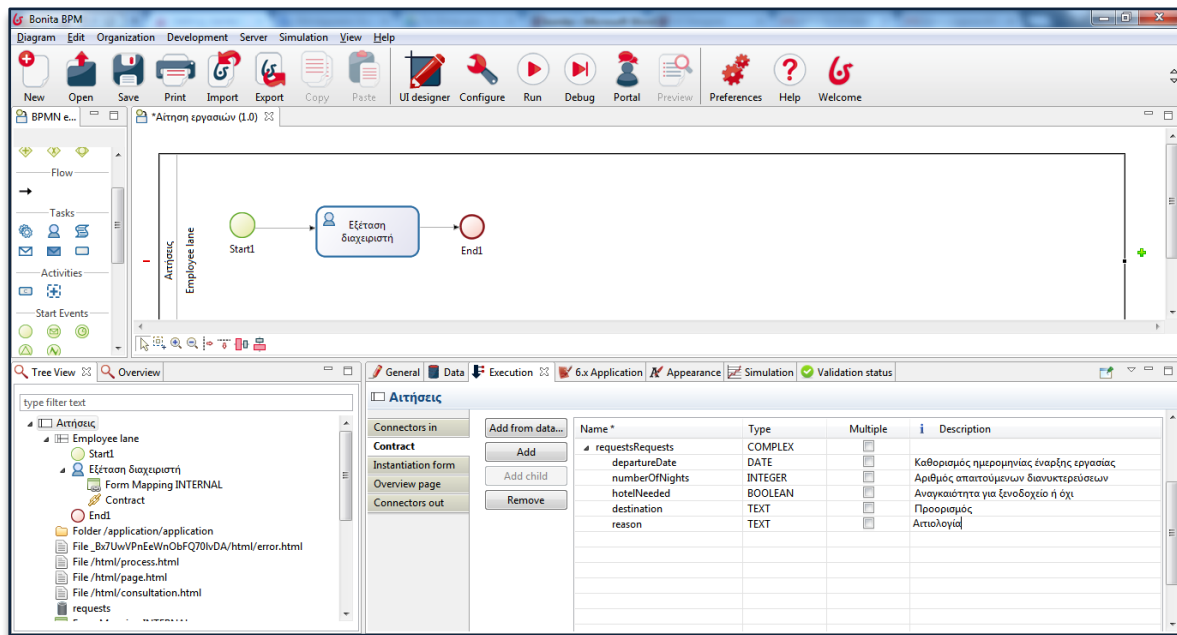 Bonita BPM
Diagram Edit Organization Development Server Simulation View Help
New Open Save Print Import Export Copy Paste UI designer Configure Run Debug Portal Preview Preferences Help Welcome
BPMN e... *Αίτηση εργασιών (1.0)
Flow
Tasks
Activities
Start Events
Αιτήσεις
Employee lane
Start1
Εξέταση
διαχειριστή
End1
Tree View Overview
type filter text
Αιτήσεις
Employee lane
Start1
Εξέταση διαχειριστή
Form Mapping INTERNAL
Contract
End1
Folder /application/application
File _Bx7UwVPnEeWnObFQ70lvDA/html/error.html
File /html/process.html
File /html/page.html
File /html/consultation.html
requests
General Data Execution 6.x Application Appearance Simulation Validation status
Αιτήσεις
Connectors in
Contract
Instantiation form
Overview page
Connectors out
Add from data...
Add
Add child
Remove
Name * Type Multiple i Description
requestsRequests COMPLEX
departureDate DATE Καθορισμός ημερομηνίας έναρξης εργασίας
numberOfNights INTEGER Αριθμός απαιτούμενων διανυκτερεύσεων
hotelNeeded BOOLEAN Αναγκαιότητα για ξενοδοχείο ή όχι
destination TEXT Προορισμός
reason TEXT Αιτιολογία